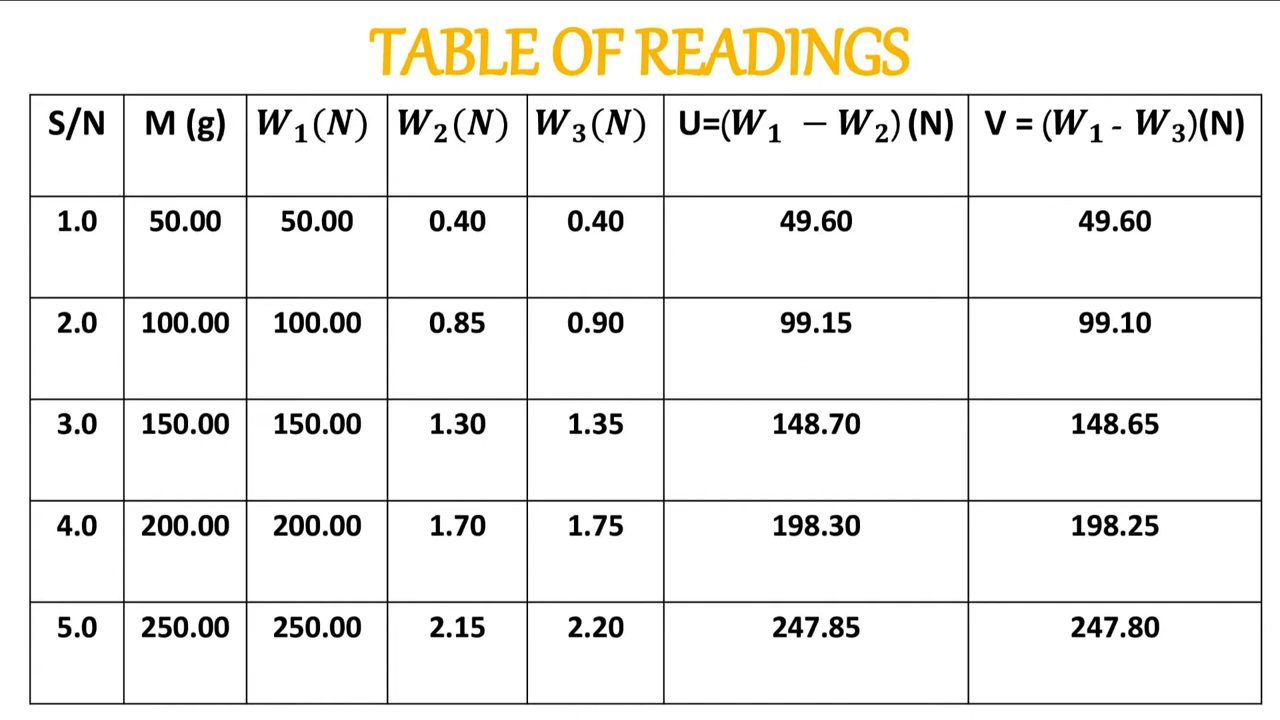 TABLE OF READINGS
S/N M (g) W₁(N) W₂(N) W₃(N) U=(W₁ − W₂) (N) V = (W₁ - W₃)(N)
1.0 50.00 50.00 0.40 0.40 49.60 49.60
2.0 100.00 100.00 0.85 0.90 99.15 99.10
3.0 150.00 150.00 1.30 1.35 148.70 148.65
4.0 200.00 200.00 1.70 1.75 198.30 198.25
5.0 250.00 250.00 2.15 2.20 247.85 247.80